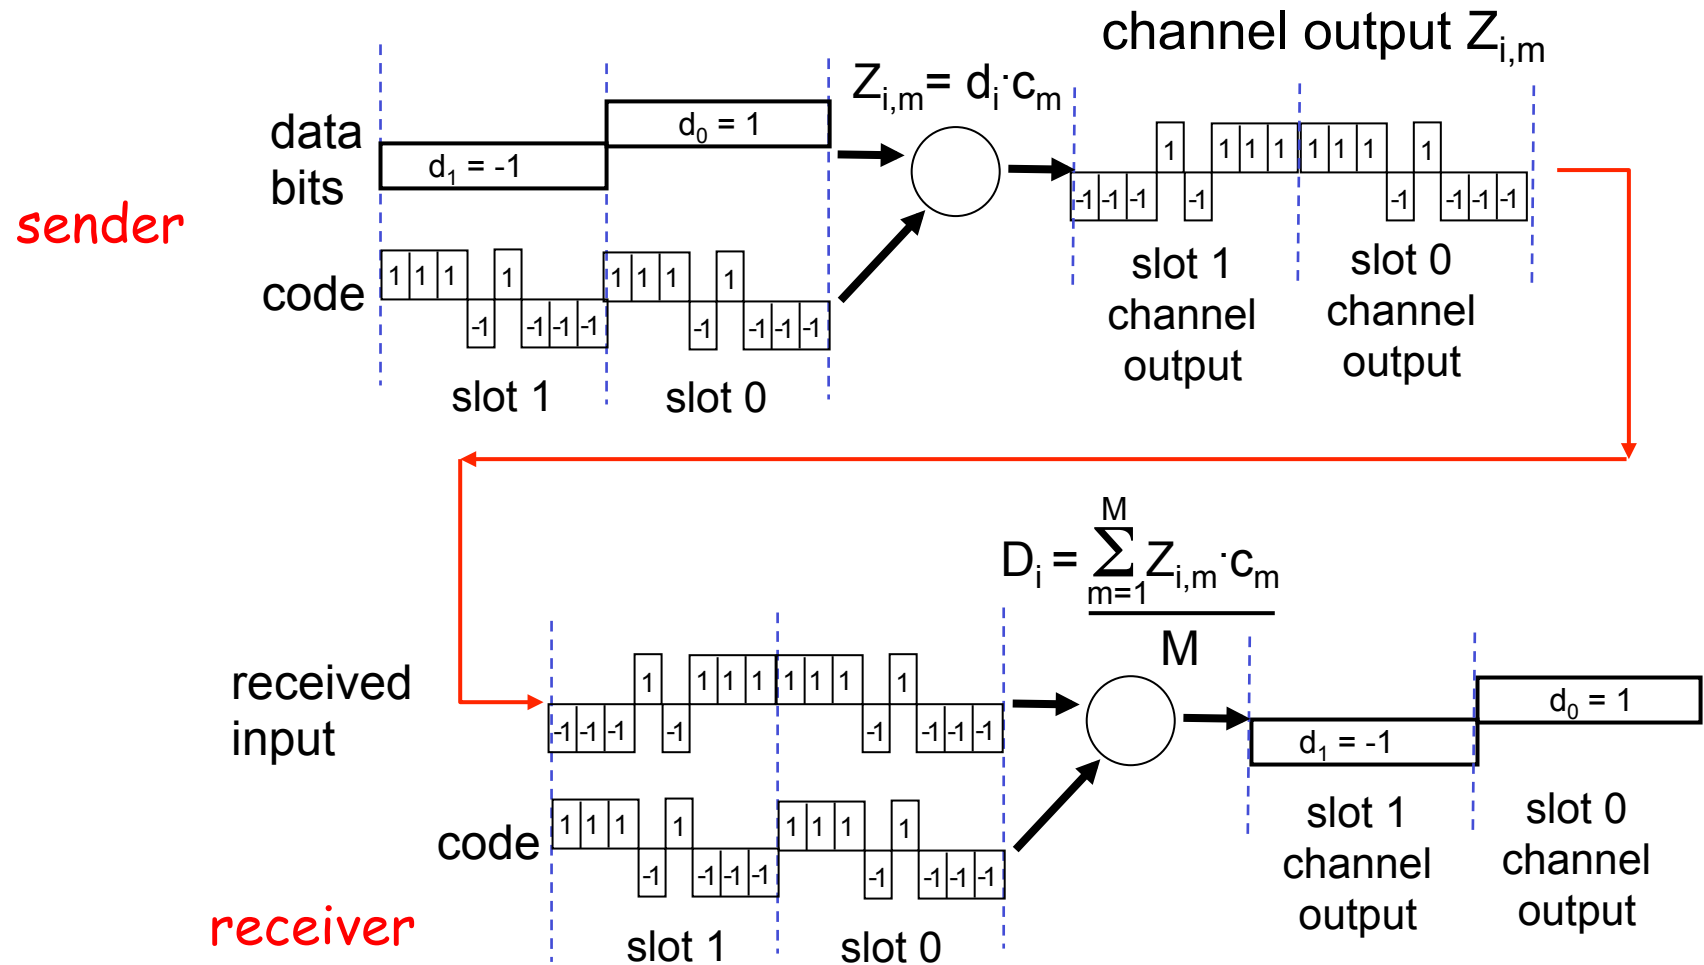 channel output Z_{i,m}
Z_{i,m} = d_i·c_m
data bits
d_1 = -1
d_0 = 1
sender
code
1 1 1 -1 1 -1 -1 -1
1 1 1 -1 1 -1 -1 -1
slot 1
slot 0
-1 -1 -1 1 -1 1 1 1
1 1 1 -1 1 -1 -1 -1
slot 1
channel
output
slot 0
channel
output
D_i = Σ_{m=1}^{M} Z_{i,m}·c_m
M
received
input
-1 -1 -1 1 -1 1 1 1
1 1 1 -1 1 -1 -1 -1
code
1 1 1 -1 1 -1 -1 -1
1 1 1 -1 1 -1 -1 -1
receiver
slot 1
slot 0
d_1 = -1
d_0 = 1
slot 1
channel
output
slot 0
channel
output